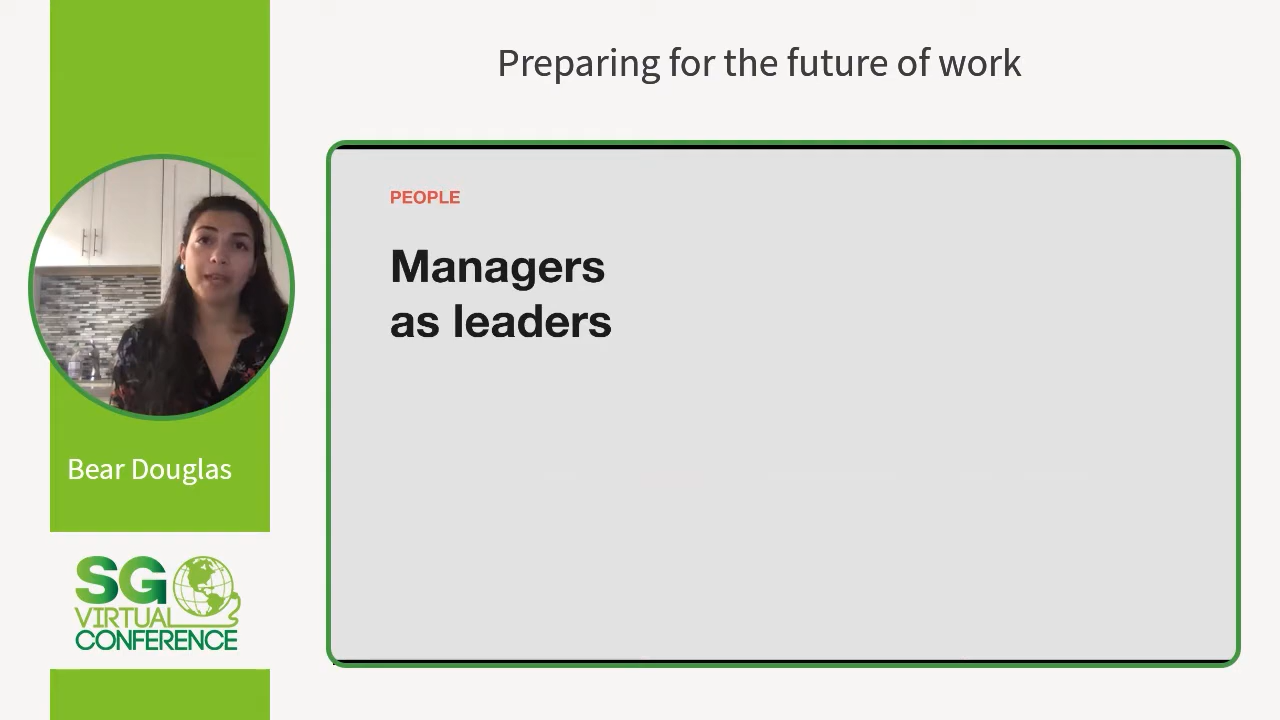 Preparing for the future of work
PEOPLE
Managers
as leaders
Bear Douglas
SG
VIRTUAL
CONFERENCE